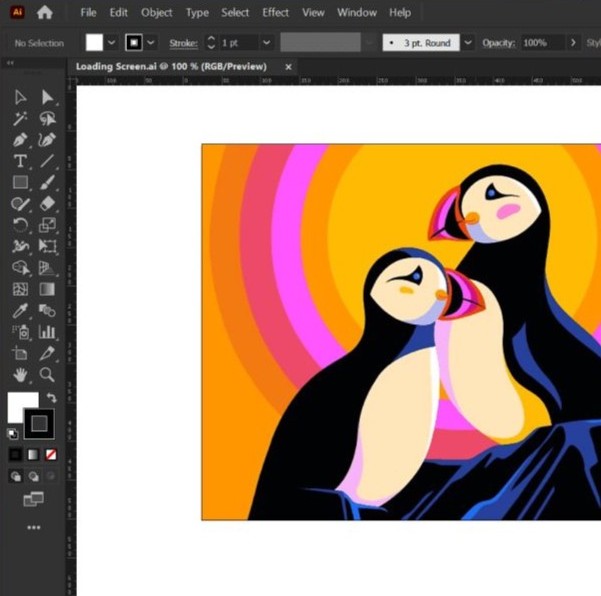 Ai File Edit Object Type Select Effect View Window Help
No Selection Stroke: 1 pt 3 pt. Round Opacity: 100%
Loading Screen.ai @ 100 % (RGB/Preview)